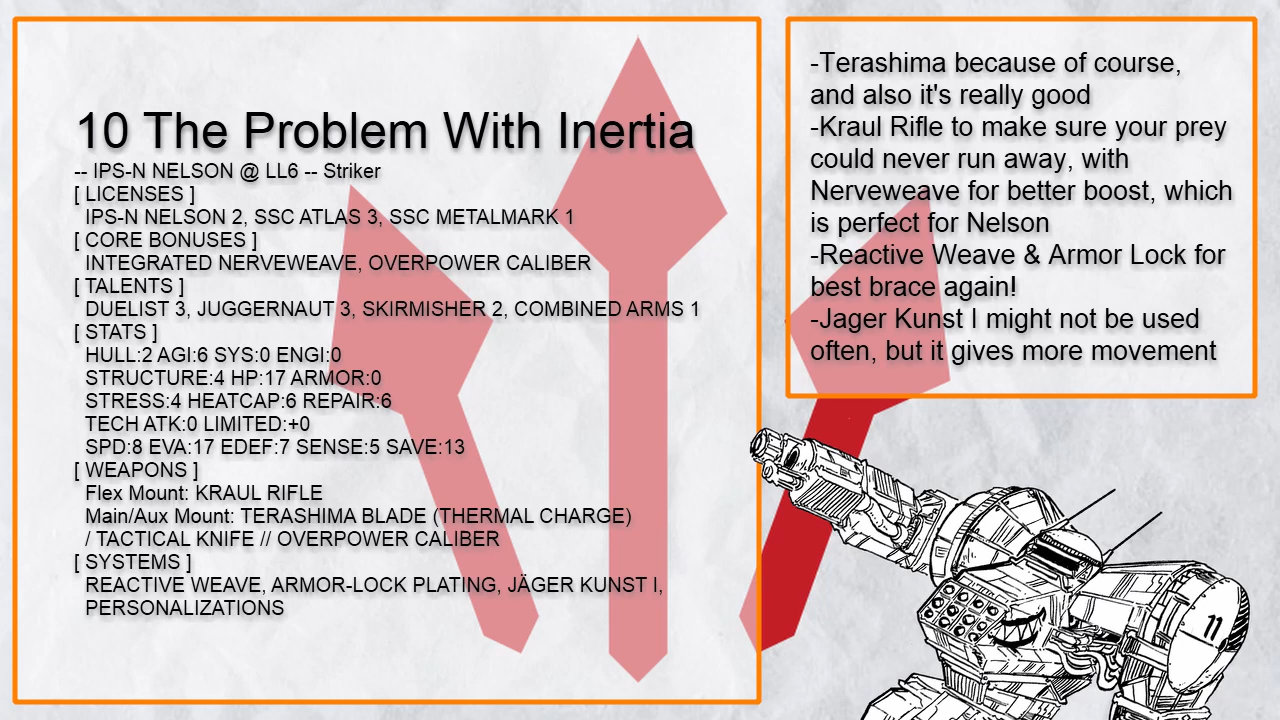 10 The Problem With Inertia
-- IPS-N NELSON @ LL6 -- Striker
[ LICENSES ]
IPS-N NELSON 2, SSC ATLAS 3, SSC METALMARK 1
[ CORE BONUSES ]
INTEGRATED NERVEWEAVE, OVERPOWER CALIBER
[ TALENTS ]
DUELIST 3, JUGGERNAUT 3, SKIRMISHER 2, COMBINED ARMS 1
[ STATS ]
HULL:2 AGI:6 SYS:0 ENGI:0
STRUCTURE:4 HP:17 ARMOR:0
STRESS:4 HEATCAP:6 REPAIR:6
TECH ATK:0 LIMITED:+0
SPD:8 EVA:17 EDEF:7 SENSE:5 SAVE:13
[ WEAPONS ]
Flex Mount: KRAUL RIFLE
Main/Aux Mount: TERASHIMA BLADE (THERMAL CHARGE)
/ TACTICAL KNIFE // OVERPOWER CALIBER
[ SYSTEMS ]
REACTIVE WEAVE, ARMOR-LOCK PLATING, JÄGER KUNST I,
PERSONALIZATIONS
-Terashima because of course,
and also it's really good
-Kraul Rifle to make sure your prey
could never run away, with
Nerveweave for better boost, which
is perfect for Nelson
-Reactive Weave & Armor Lock for
best brace again!
-Jager Kunst I might not be used
often, but it gives more movement
11